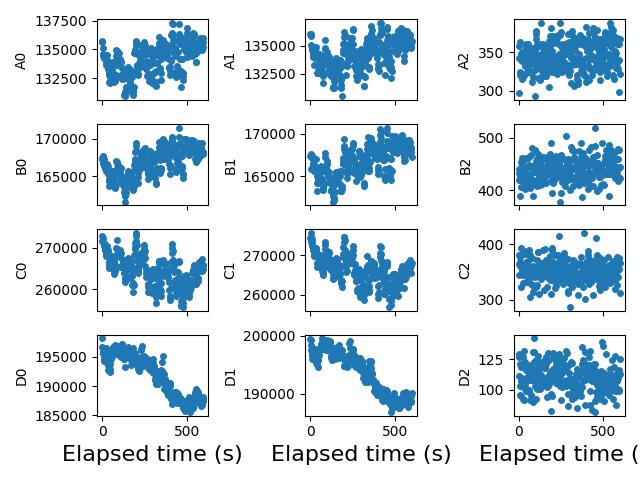 137500
135000
132500
A0
135000
132500
A1
350
300
A2
170000
165000
B0
170000
165000
B1
500
400
B2
270000
260000
C0
270000
260000
C1
400
300
C2
195000
190000
185000
D0
200000
190000
D1
125
100
D2
0 500
0 500
0 500
Elapsed time (s)
Elapsed time (s)
Elapsed time (